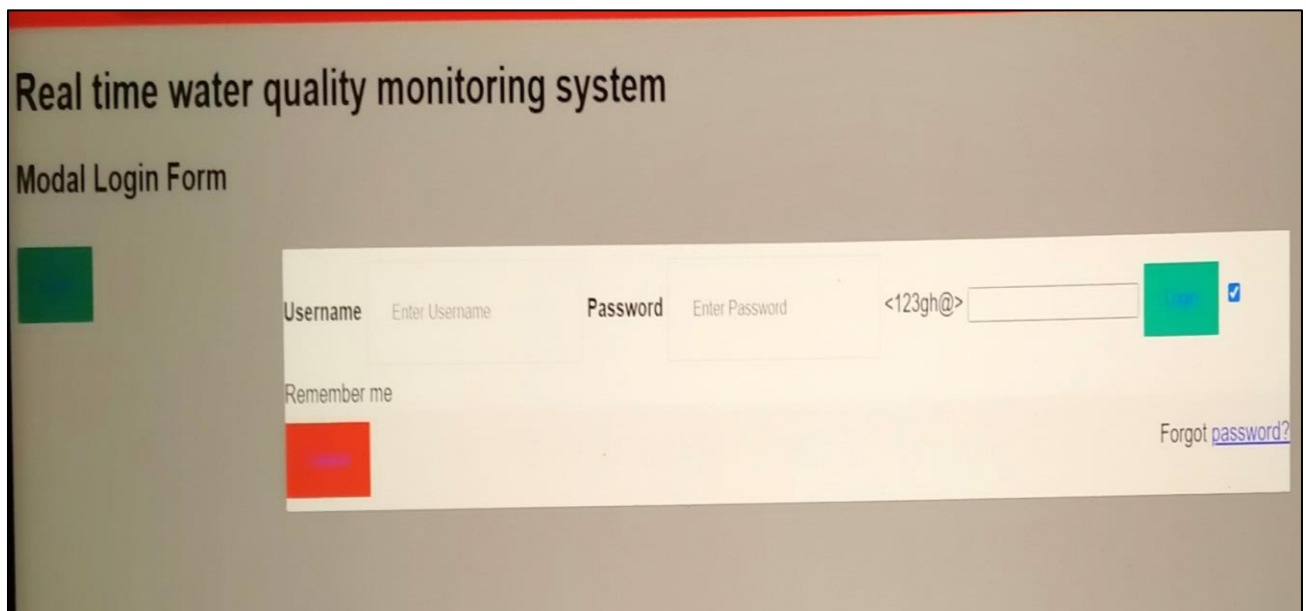 Real time water quality monitoring system
Modal Login Form
Username Enter Username Password Enter Password <123gh@> Login
Remember me
Forgot password?